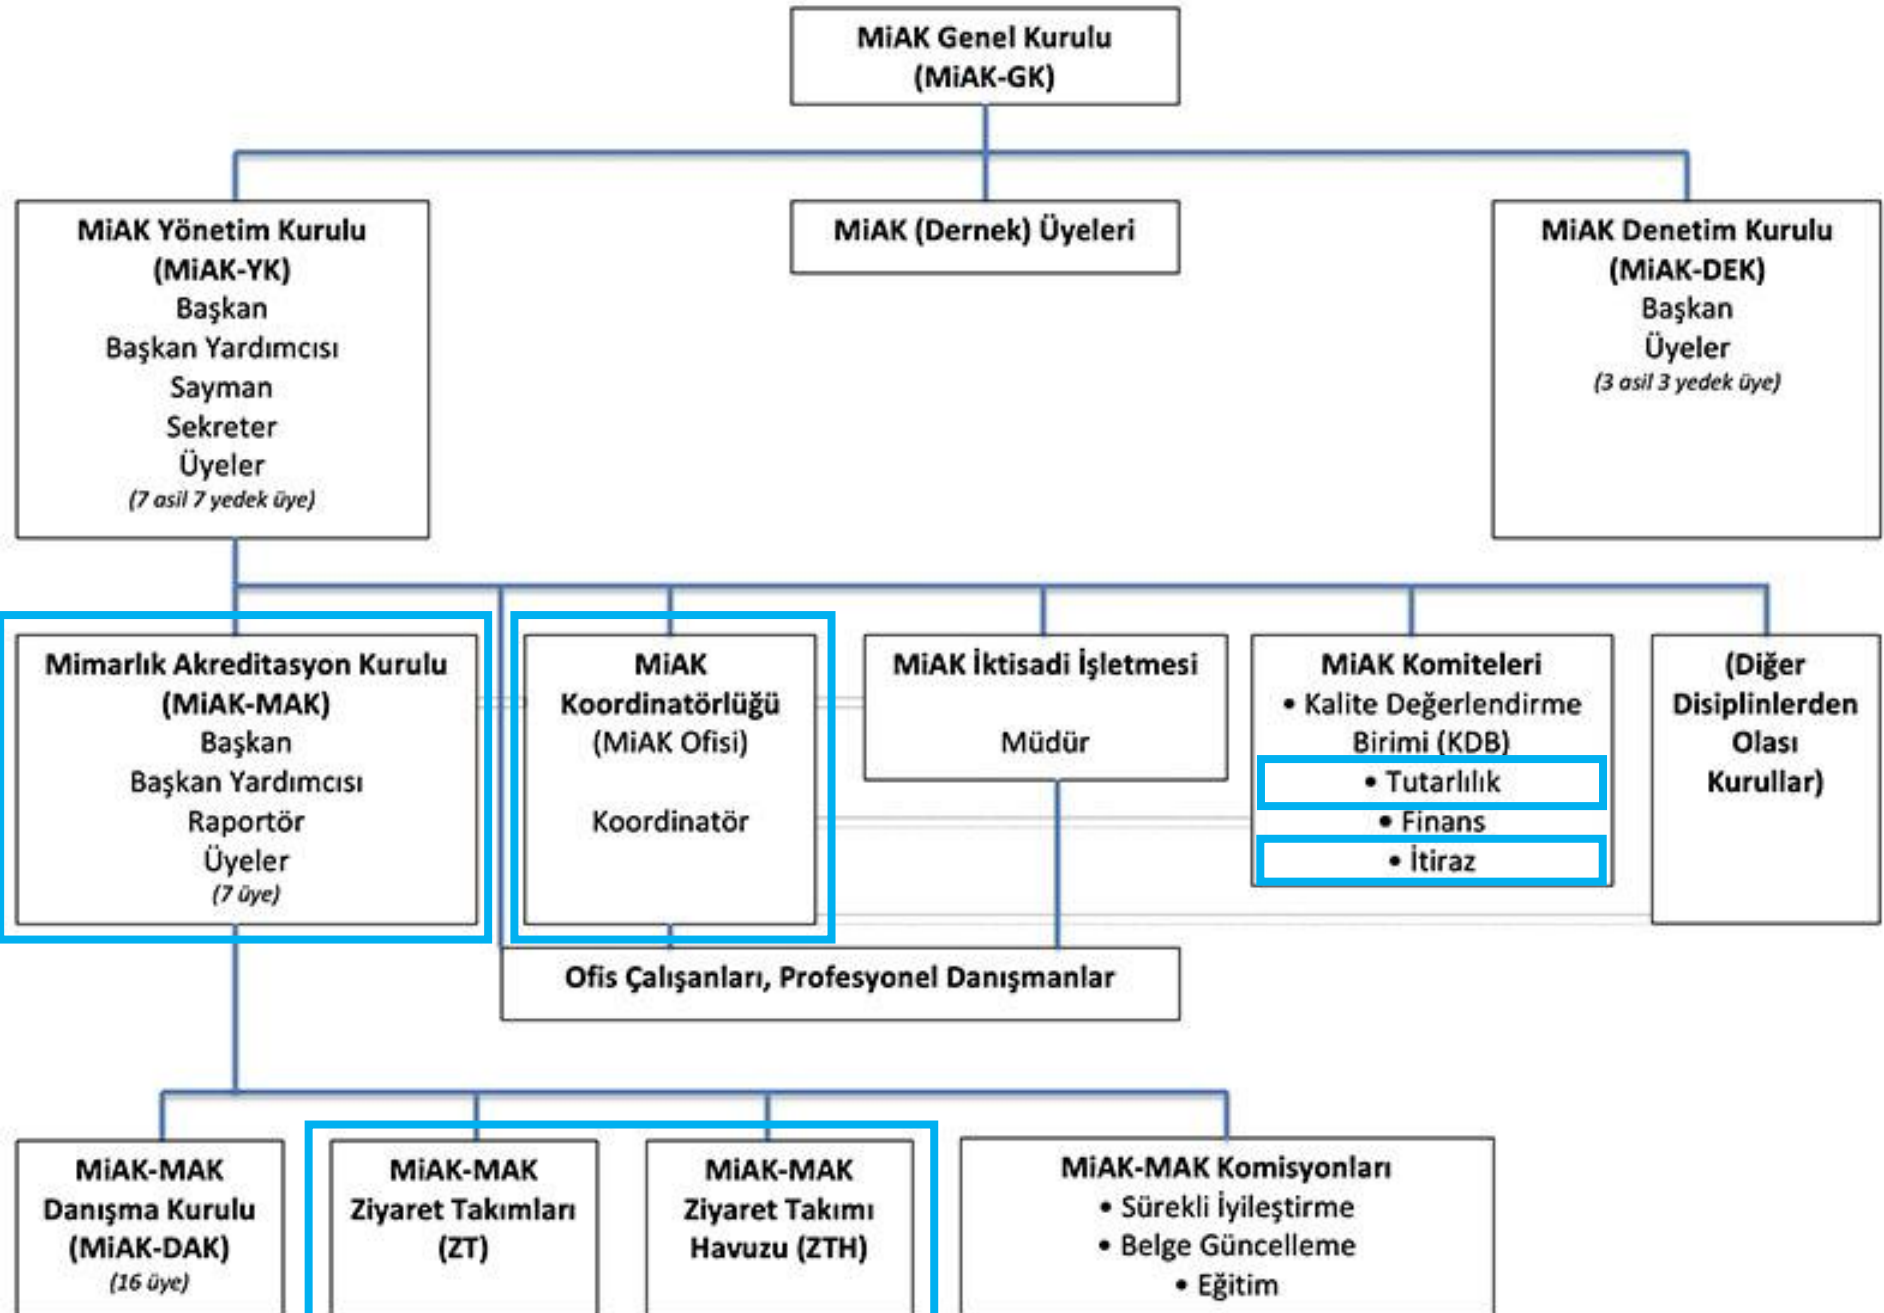 MiAK Genel Kurulu
(MiAK-GK)
MiAK Yönetim Kurulu
(MiAK-YK)
Başkan
Başkan Yardımcısı
Sayman
Sekreter
Üyeler
(7 asil 7 yedek üye)
MiAK (Dernek) Üyeleri
MiAK Denetim Kurulu
(MiAK-DEK)
Başkan
Üyeler
(3 asil 3 yedek üye)
Mimarlık Akreditasyon Kurulu
(MiAK-MAK)
Başkan
Başkan Yardımcısı
Raportör
Üyeler
(7 üye)
MiAK
Koordinatörlüğü
(MiAK Ofisi)
Koordinatör
MiAK İktisadi İşletmesi
Müdür
MiAK Komiteleri
• Kalite Değerlendirme
Birimi (KDB)
• Tutarlılık
• Finans
• İtiraz
(Diğer
Disiplinlerden
Olası
Kurullar)
Ofis Çalışanları, Profesyonel Danışmanlar
MiAK-MAK
Danışma Kurulu
(MiAK-DAK)
(16 üye)
MiAK-MAK
Ziyaret Takımları
(ZT)
MiAK-MAK
Ziyaret Takımı
Havuzu (ZTH)
MiAK-MAK Komisyonları
• Sürekli İyileştirme
• Belge Güncelleme
• Eğitim